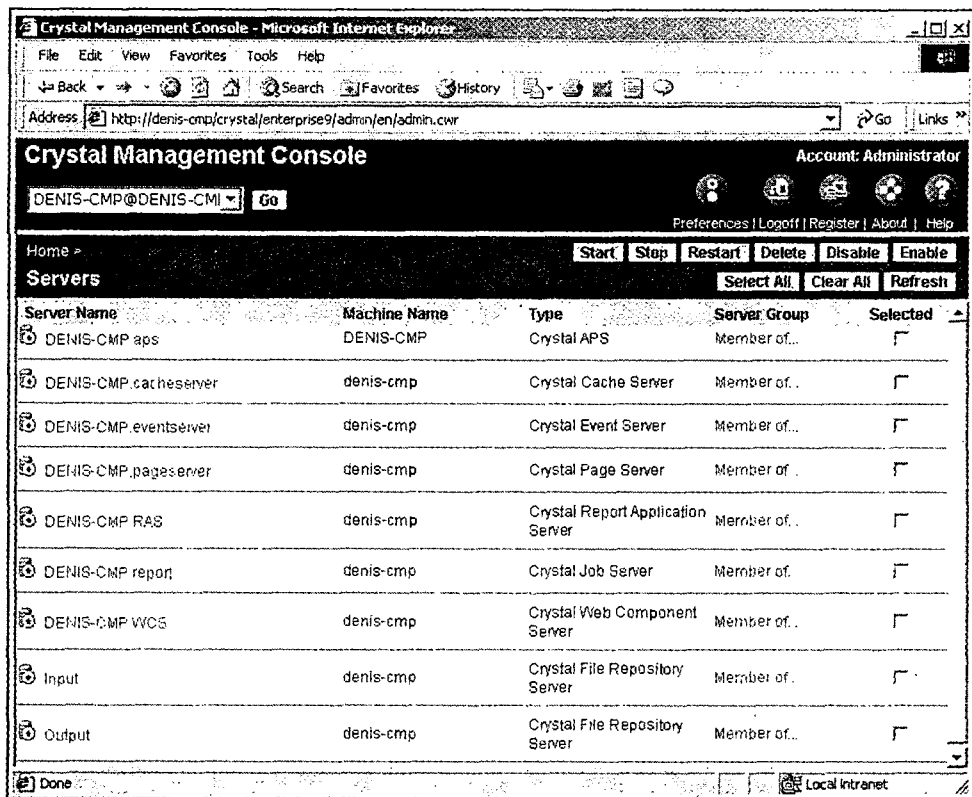 Crystal Management Console - Microsoft Internet Explorer
File Edit View Favorites Tools Help
Back Search Favorites History
Address http://denis-cmp/crystal/enterprise9/admin/en/admin.cwr Go Links »
Crystal Management Console
Account: Administrator
DENIS-CMP@DENIS-CMI Go
Preferences | Logoff | Register | About | Help
Home >
Start Stop Restart Delete Disable Enable
Servers
Select All Clear All Refresh
Server Name Machine Name Type Server Group Selected
DENIS-CMP aps DENIS-CMP Crystal APS Member of...
DENIS-CMP.cacheserver denis-cmp Crystal Cache Server Member of...
DENIS-CMP.eventserver denis-cmp Crystal Event Server Member of...
DENIS-CMP.pageserver denis-cmp Crystal Page Server Member of...
DENIS-CMP RAS denis-cmp Crystal Report Application Server Member of...
DENIS-CMP report denis-cmp Crystal Job Server Member of...
DENIS-CMP WCS denis-cmp Crystal Web Component Server Member of...
Input denis-cmp Crystal File Repository Server Member of...
Output denis-cmp Crystal File Repository Server Member of...
Done Local intranet